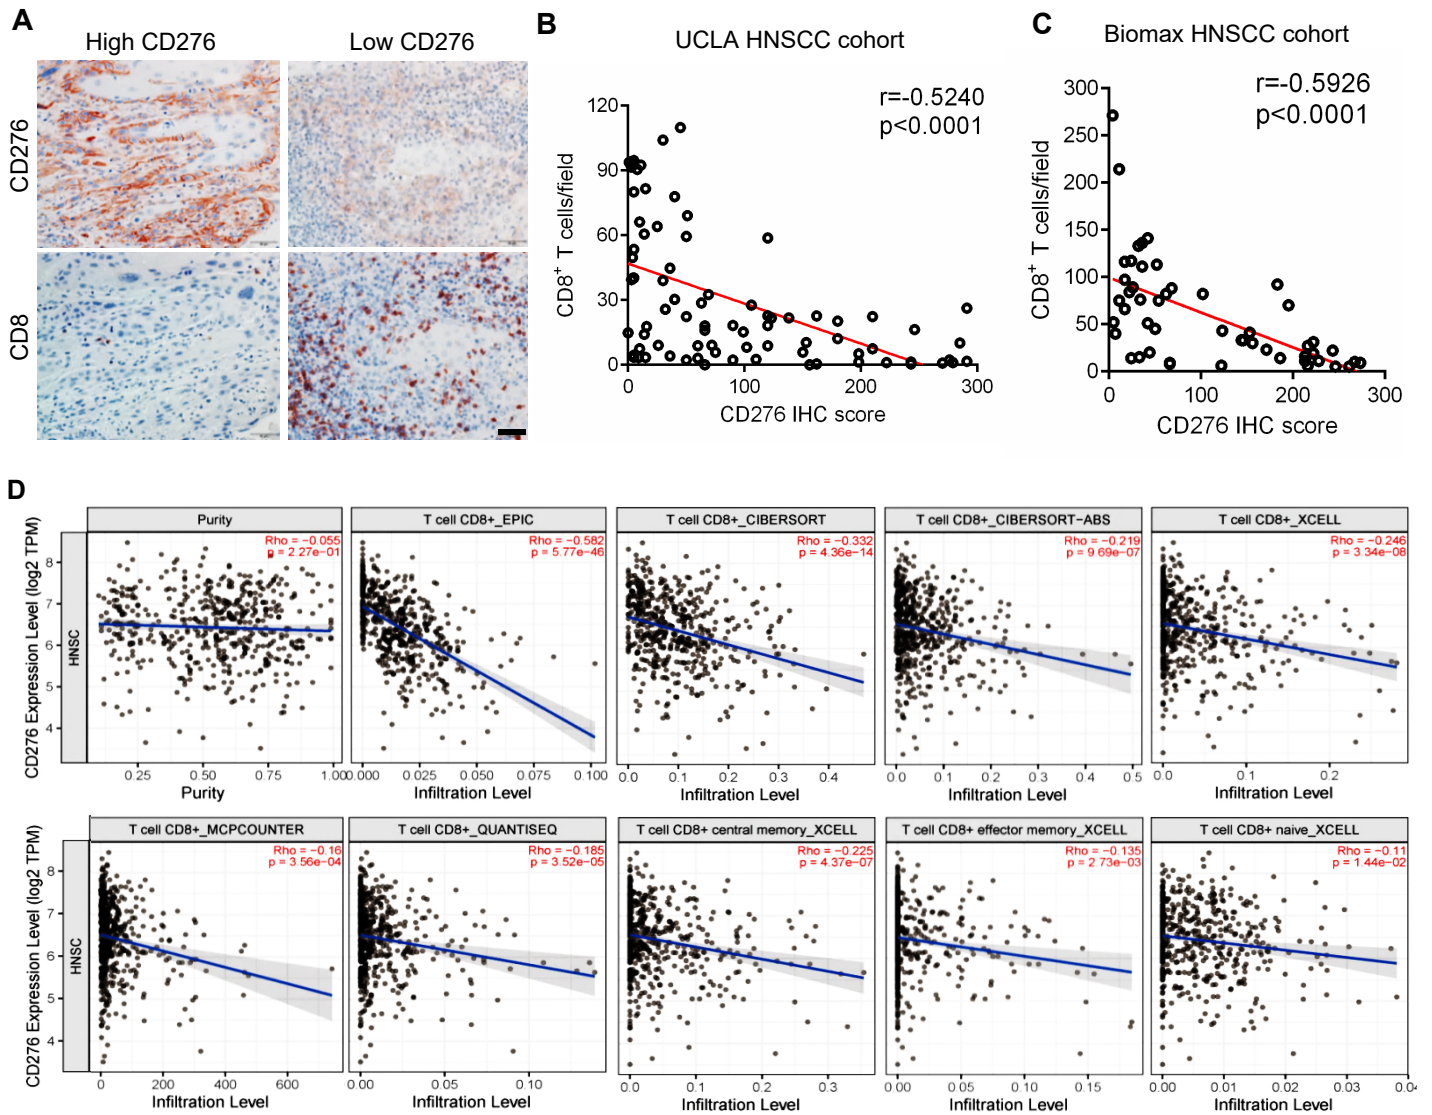 A
High CD276
Low CD276
CD276
CD8
B
UCLA HNSCC cohort
r=-0.5240
p<0.0001
CD8+ T cells/field
120
90
60
30
0
0 100 200 300
CD276 IHC score
C
Biomax HNSCC cohort
r=-0.5926
p<0.0001
CD8+ T cells/field
300
250
200
150
100
50
0
0 100 200 300
CD276 IHC score
D
CD276 Expression Level (log2 TPM)
HNSC
8
7
6
5
4
Purity
Rho = −0.055
p = 2.27e−01
0.25 0.50 0.75 1.00
Purity
T cell CD8+_EPIC
Rho = −0.582
p = 5.77e−46
0.000 0.025 0.050 0.075 0.100
Infiltration Level
T cell CD8+_CIBERSORT
Rho = −0.332
p = 4.36e−14
0.0 0.1 0.2 0.3 0.4
Infiltration Level
T cell CD8+_CIBERSORT−ABS
Rho = −0.219
p = 9.69e−07
0.0 0.1 0.2 0.3 0.4 0.5
Infiltration Level
T cell CD8+_XCELL
Rho = −0.246
p = 3.34e−08
0.0 0.1 0.2
Infiltration Level
CD276 Expression Level (log2 TPM)
HNSC
8
7
6
5
4
T cell CD8+_MCPCOUNTER
Rho = −0.16
p = 3.56e−04
0 200 400 600
Infiltration Level
T cell CD8+_QUANTISEQ
Rho = −0.185
p = 3.52e−05
0.00 0.05 0.10
Infiltration Level
T cell CD8+ central memory_XCELL
Rho = −0.225
p = 4.37e−07
0.0 0.1 0.2 0.3
Infiltration Level
T cell CD8+ effector memory_XCELL
Rho = −0.135
p = 2.73e−03
0.00 0.05 0.10 0.15
Infiltration Level
T cell CD8+ naive_XCELL
Rho = −0.11
p = 1.44e−02
0.00 0.01 0.02 0.03 0.04
Infiltration Level